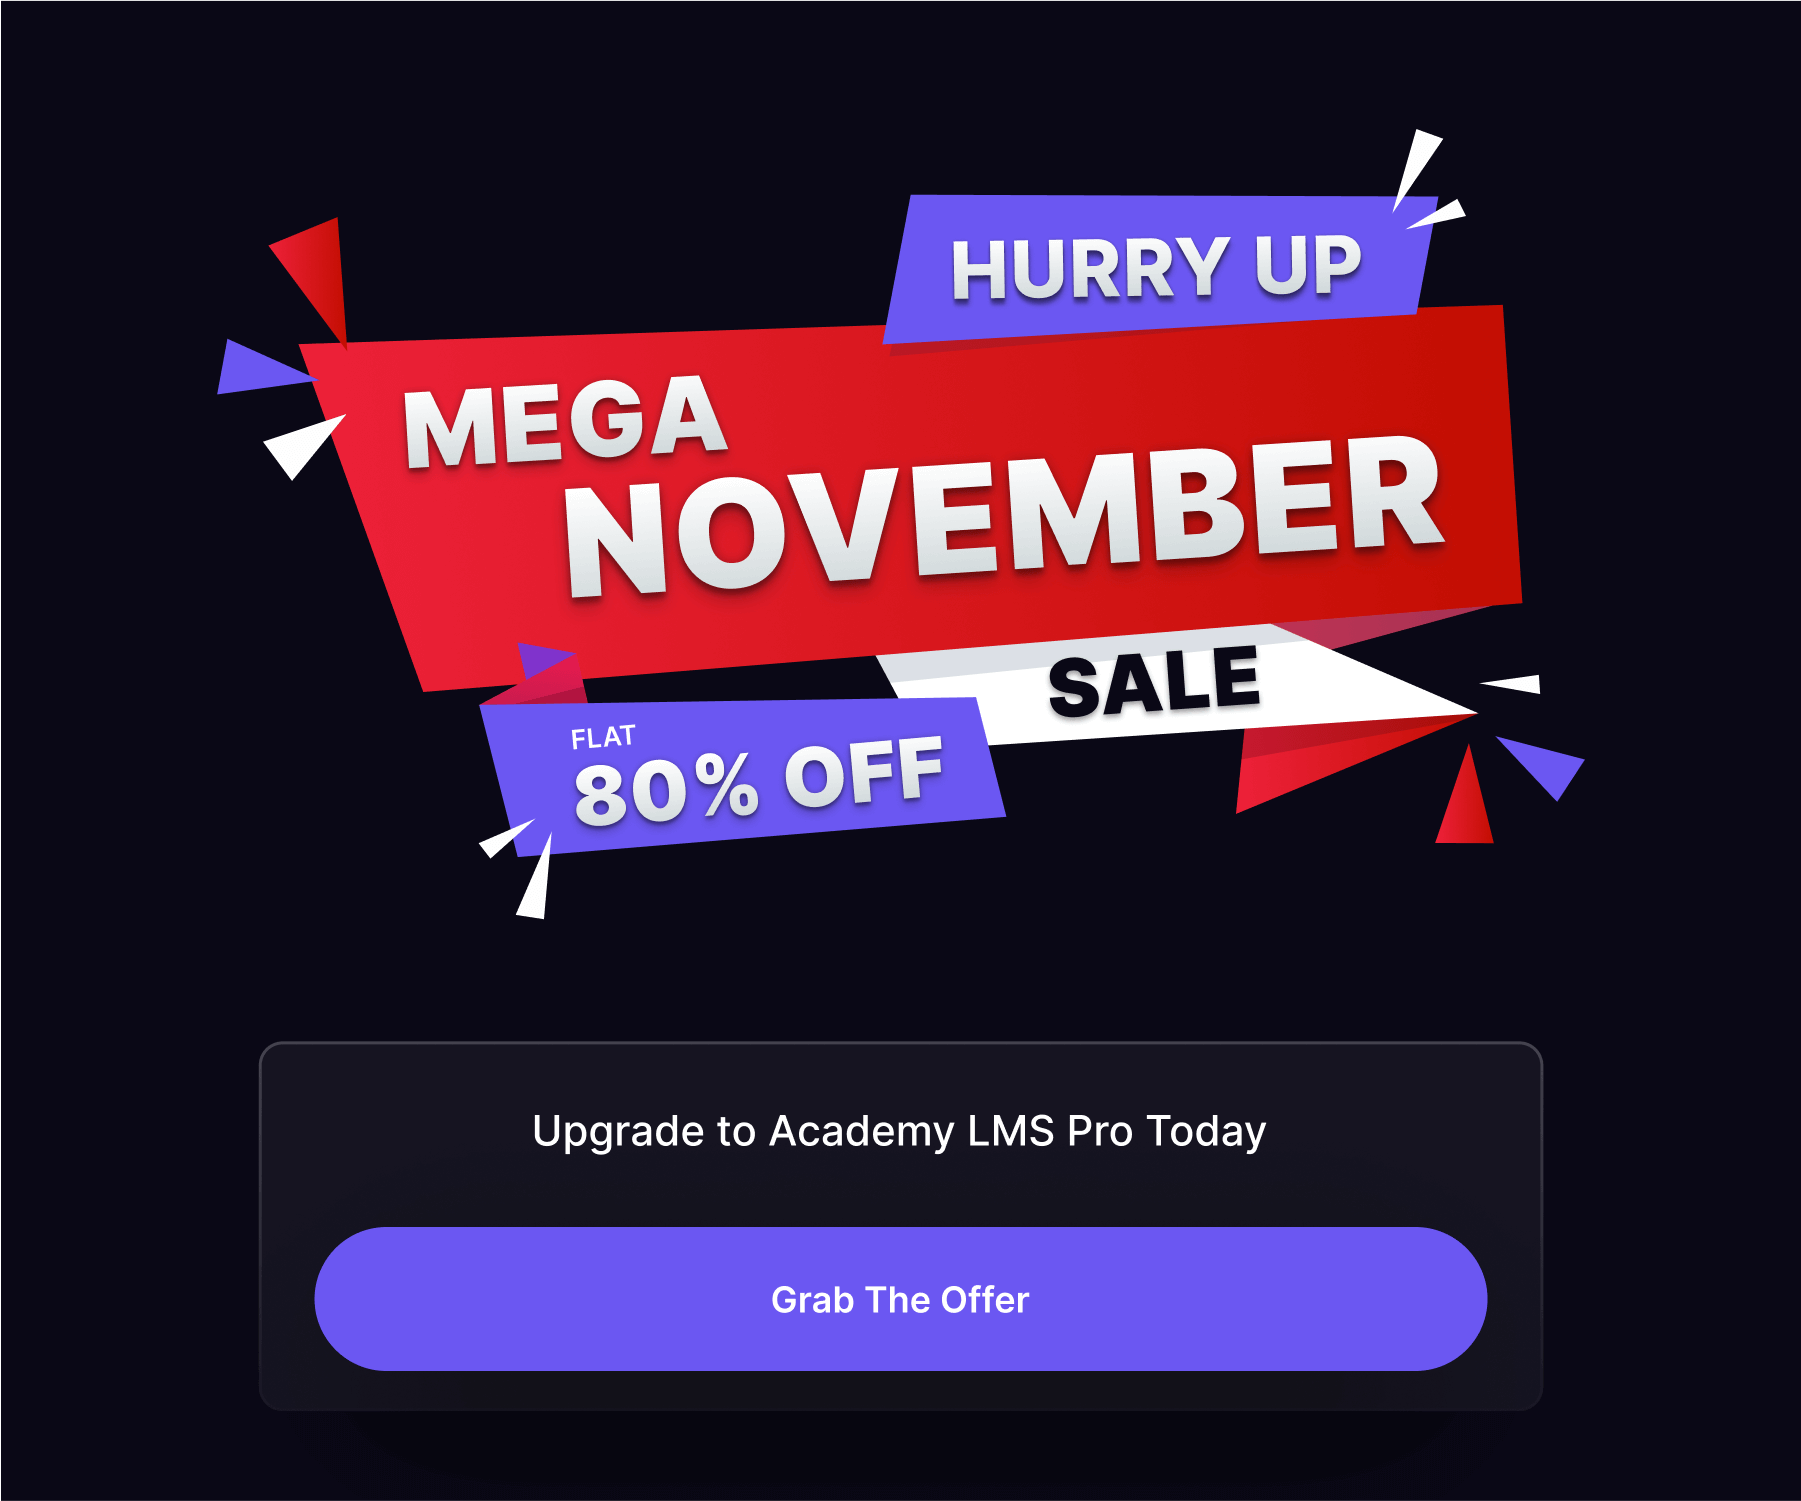 HURRY UP
MEGA
NOVEMBER
SALE
FLAT
80% OFF
Upgrade to Academy LMS Pro Today
Grab The Offer